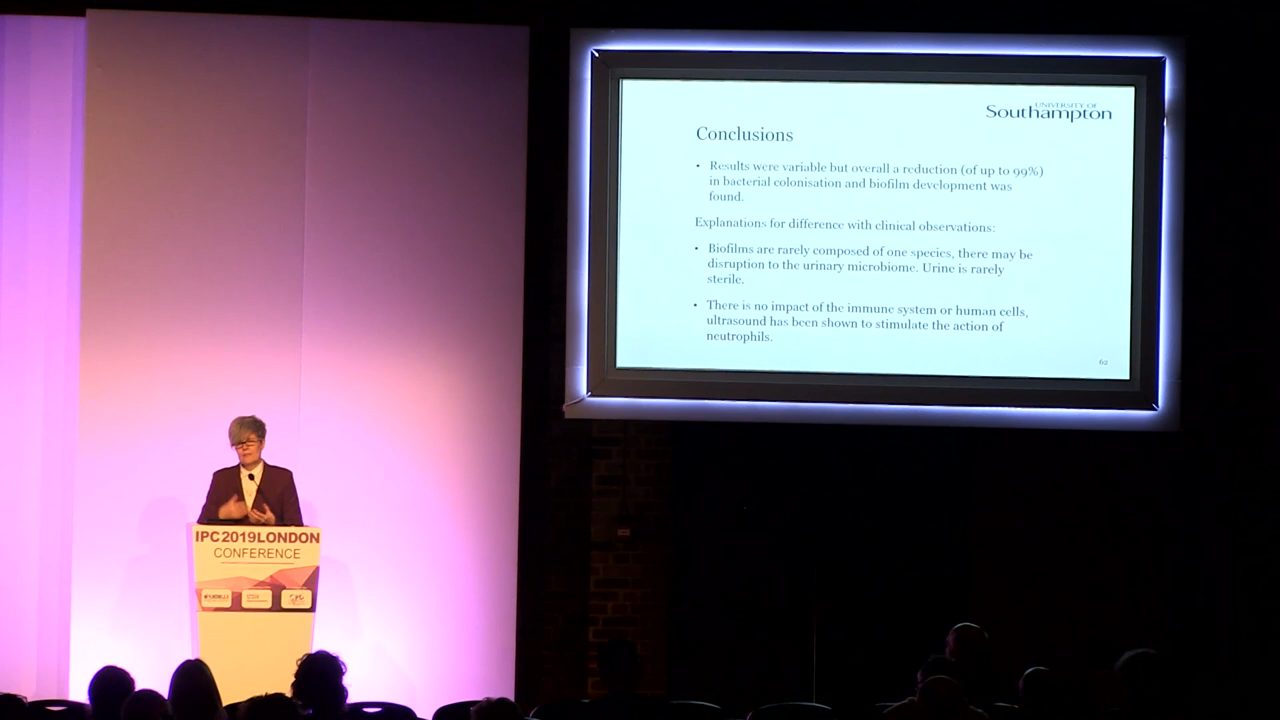 UNIVERSITY OF
Southampton
Conclusions
• Results were variable but overall a reduction (of up to 99%)
in bacterial colonisation and biofilm development was
found.
Explanations for difference with clinical observations:
• Biofilms are rarely composed of one species, there may be
disruption to the urinary microbiome. Urine is rarely
sterile.
• There is no impact of the immune system or human cells,
ultrasound has been shown to stimulate the action of
neutrophils.
62
IPC2019LONDON
CONFERENCE